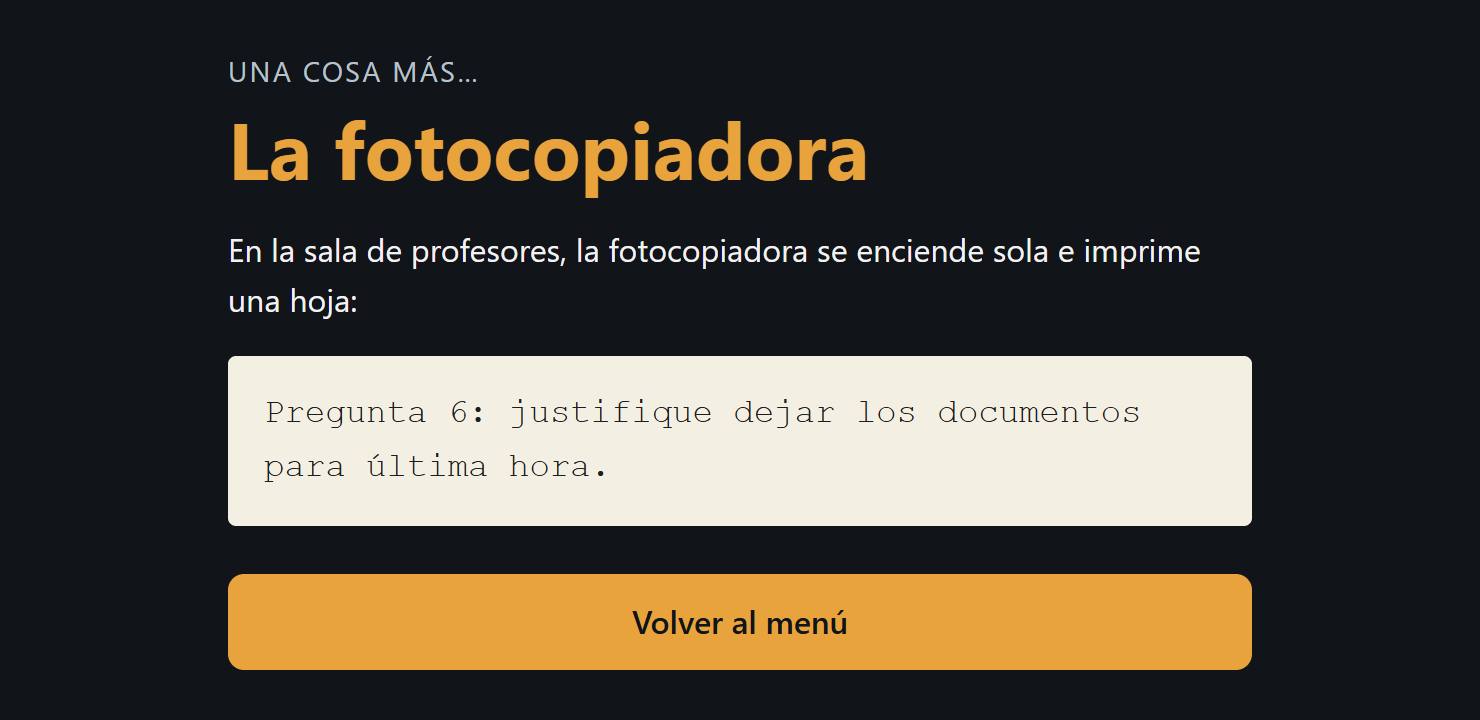 UNA COSA MÁS…
La fotocopiadora
En la sala de profesores, la fotocopiadora se enciende sola e imprime
una hoja:
Pregunta 6: justifique dejar los documentos
para última hora.
Volver al menú